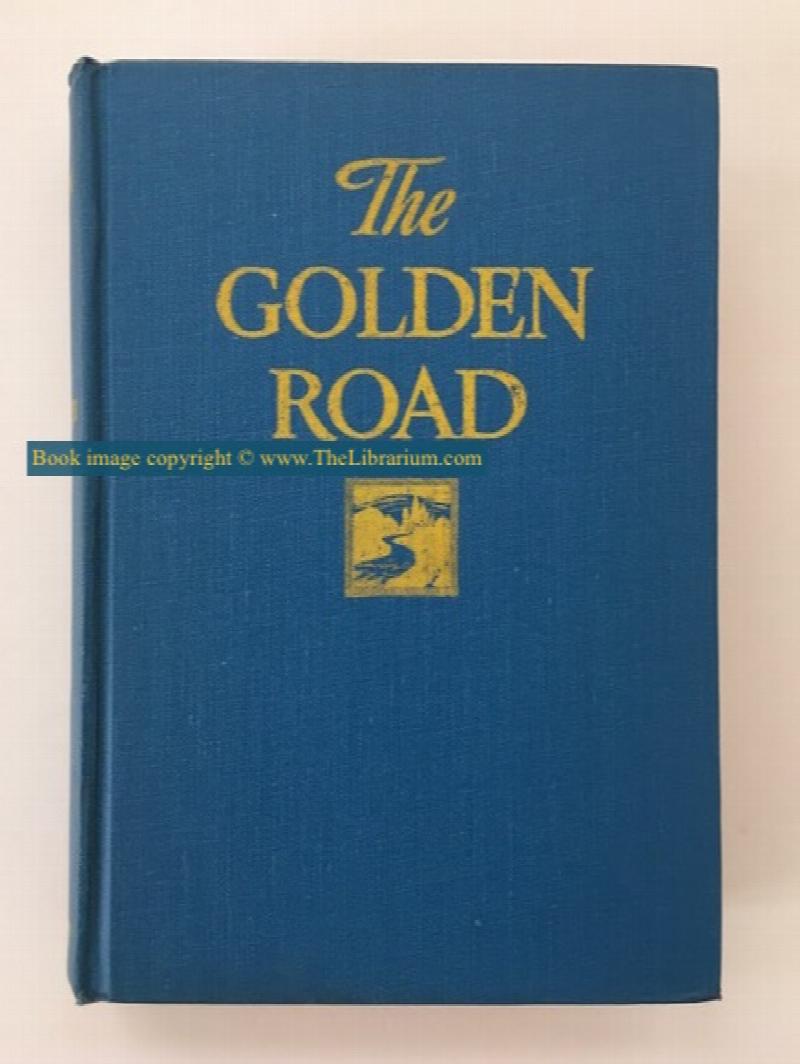 The
GOLDEN
ROAD
Book image copyright © www.TheLibrarium.com